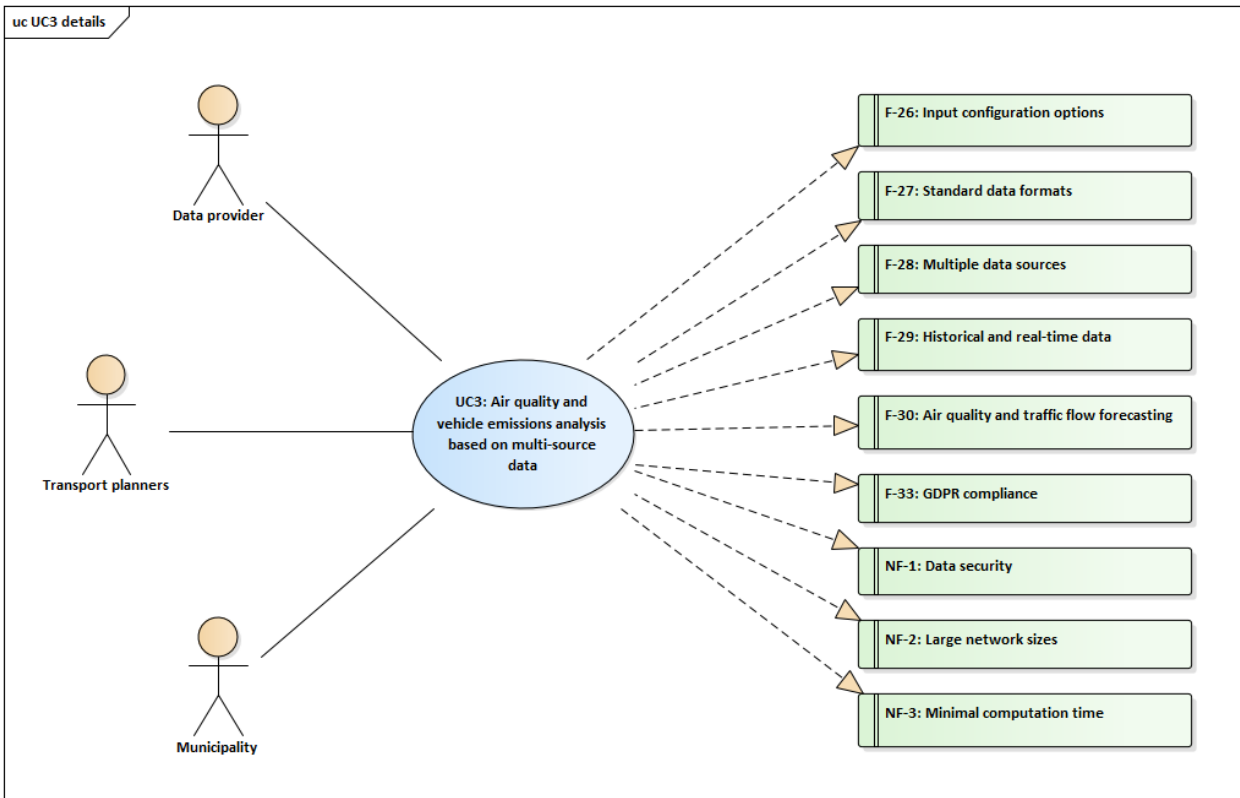 uc UC3 details
Data provider
Transport planners
Municipality
UC3: Air quality and
vehicle emissions analysis
based on multi-source
data
F-26: Input configuration options
F-27: Standard data formats
F-28: Multiple data sources
F-29: Historical and real-time data
F-30: Air quality and traffic flow forecasting
F-33: GDPR compliance
NF-1: Data security
NF-2: Large network sizes
NF-3: Minimal computation time